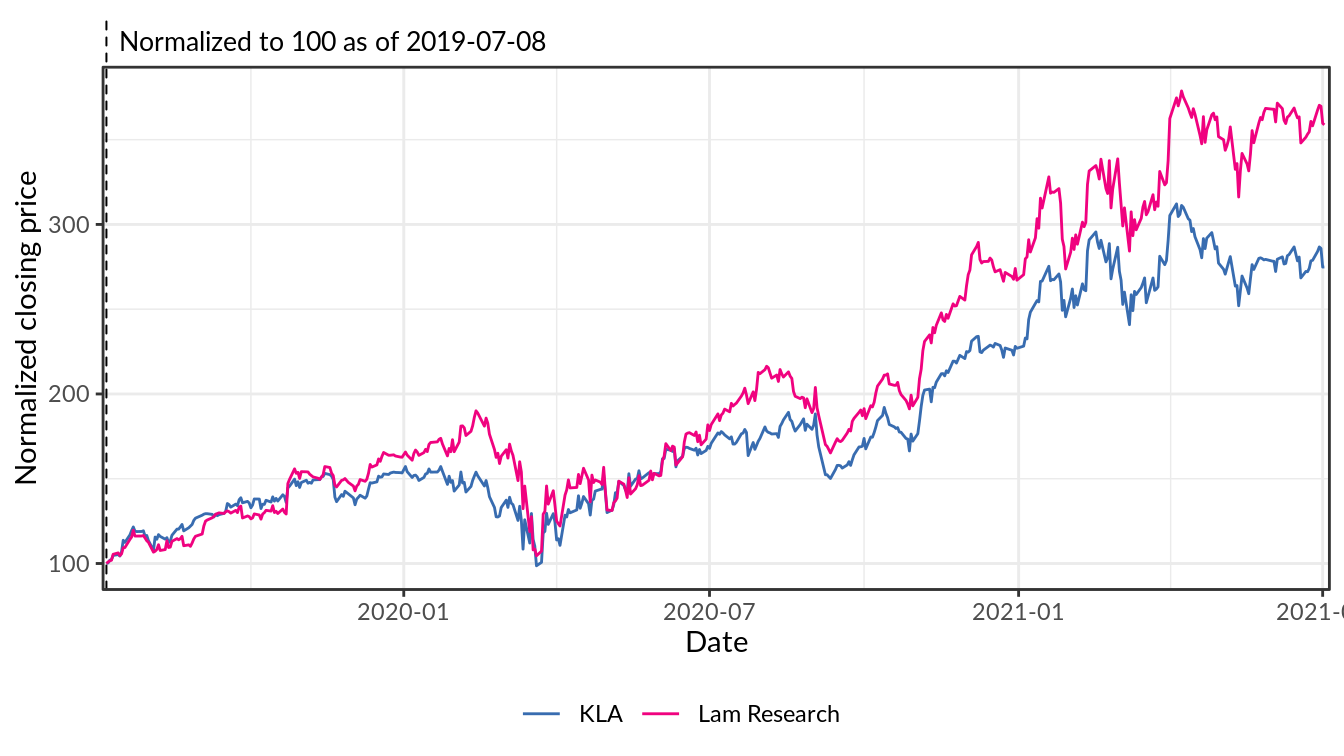 Normalized to 100 as of 2019-07-08
Normalized closing price
300
200
100
2020-01
2020-07
2021-01
2021-
Date
KLA
Lam Research